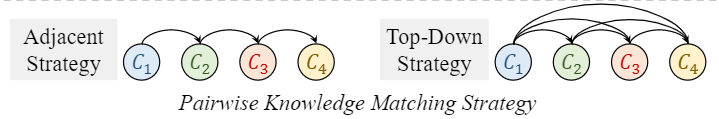 Adjacent Strategy
C₁ C₂ C₃ C₄
Top-Down Strategy
C₁ C₂ C₃ C₄
Pairwise Knowledge Matching Strategy